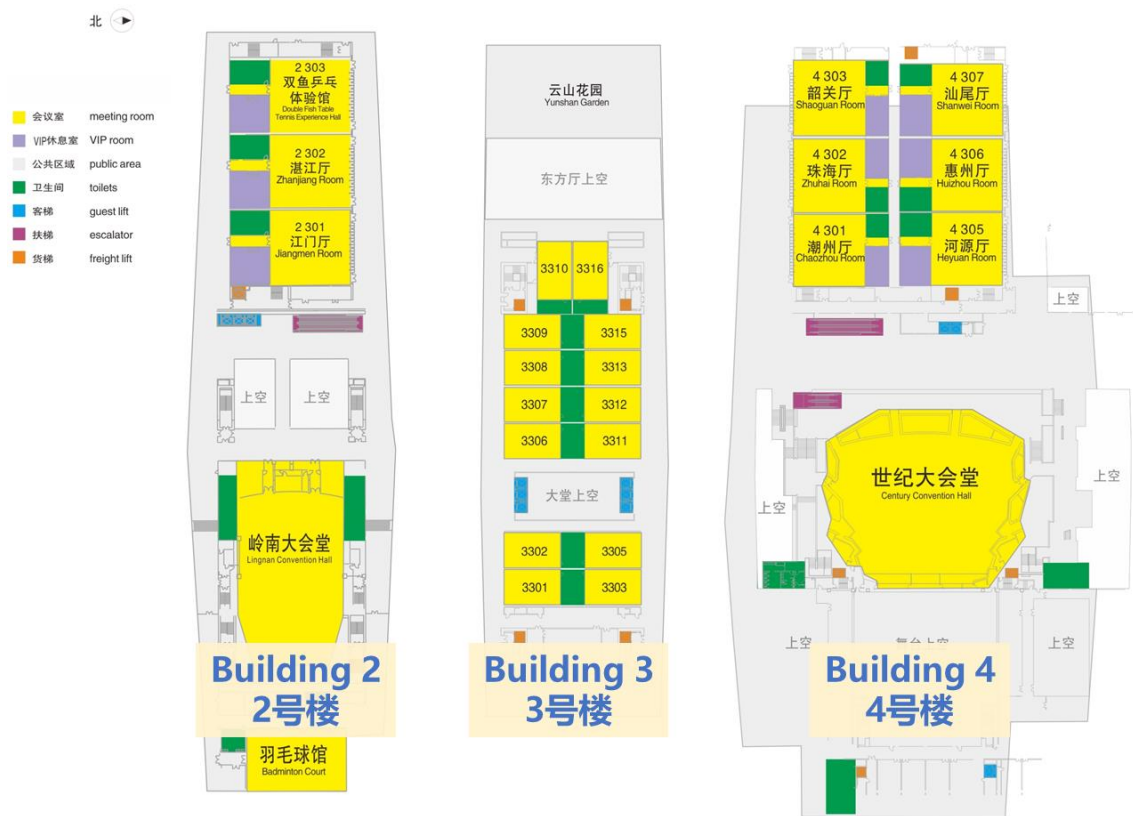 北
会议室 meeting room
VIP休息室 VIP room
公共区域 public area
卫生间 toilets
客梯 guest lift
扶梯 escalator
货梯 freight lift
2 303
双鱼乒乓
体验馆
Double Fish Table
Tennis Experience Hall
2 302
湛江厅
Zhanjiang Room
2 301
江门厅
Jiangmen Room
上空
上空
岭南大会堂
Lingnan Convention Hall
Building 2
2号楼
羽毛球馆
Badminton Court
云山花园
Yunshan Garden
东方厅上空
3310
3316
3309
3315
3308
3313
3307
3312
3306
3311
大堂上空
3302
3305
3301
3303
Building 3
3号楼
4 303
韶关厅
Shaoguan Room
4 307
汕尾厅
Shanwei Room
4 302
珠海厅
Zhuhai Room
4 306
惠州厅
Huizhou Room
4 301
潮州厅
Chaozhou Room
4 305
河源厅
Heyuan Room
上空
世纪大会堂
Century Convention Hall
上空
上空
上空
舞台上空
上空
Building 4
4号楼